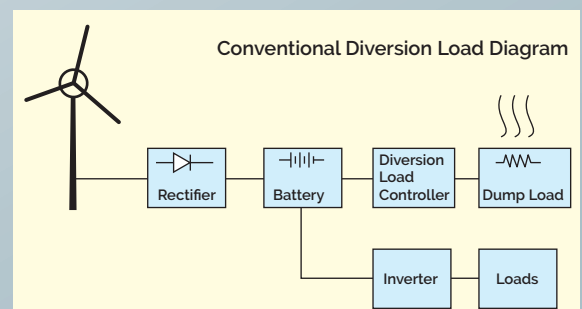 Conventional Diversion Load Diagram
Rectifier
Battery
Diversion
Load
Controller
Dump Load
Inverter
Loads